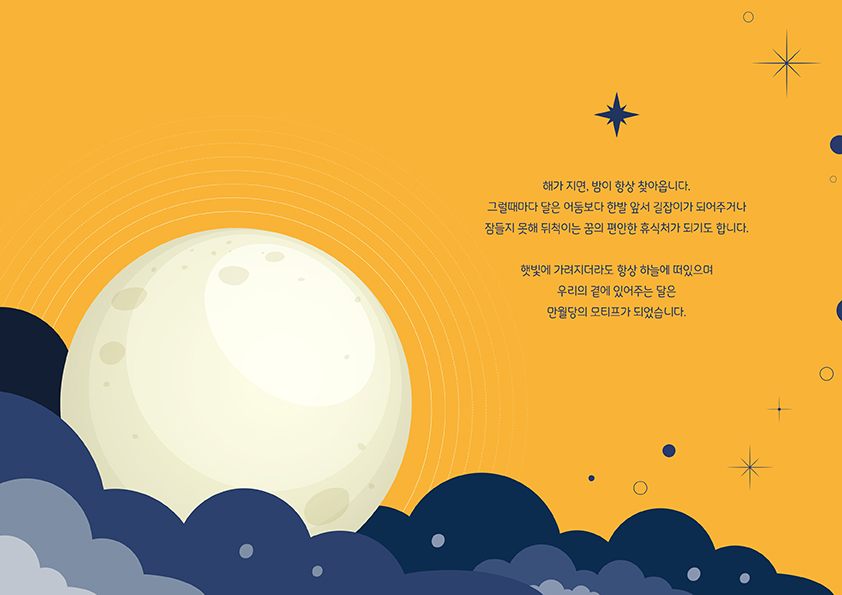 해가 지면, 밤이 항상 찾아옵니다.
그럴때마다 달은 어둠보다 한발 앞서 길잡이가 되어주거나
잠들지 못해 뒤척이는 꿈의 편안한 휴식처가 되기도 합니다.
햇빛에 가려지더라도 항상 하늘에 떠있으며
우리의 곁에 있어주는 달은
만월당의 모티프가 되었습니다.